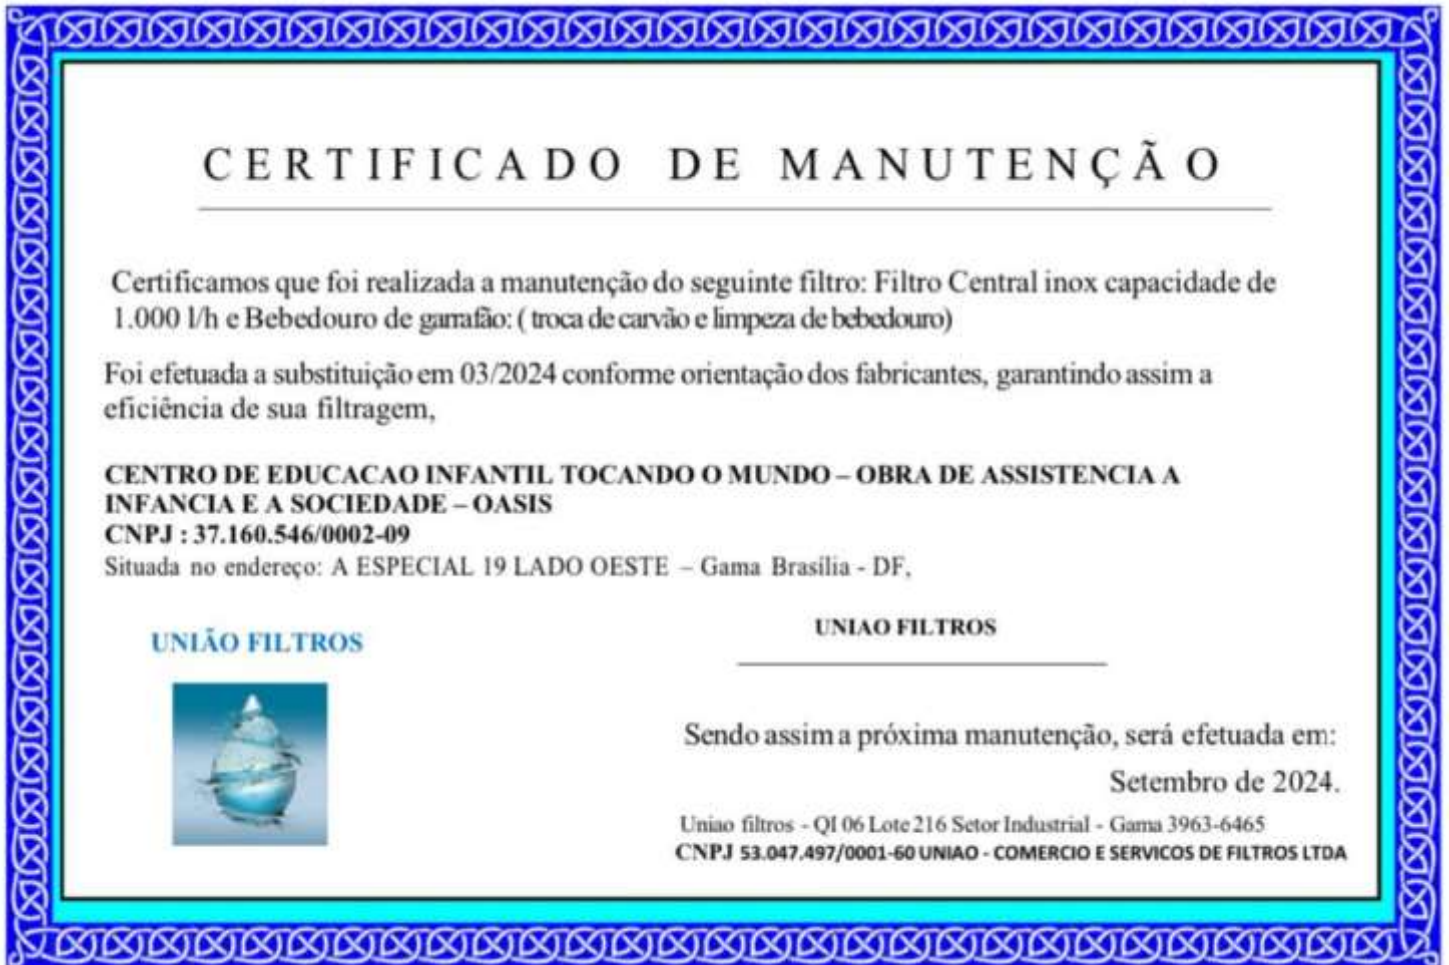 CERTIFICADO DE MANUTENÇÃO
Certificamos que foi realizada a manutenção do seguinte filtro: Filtro Central inox capacidade de
1.000 l/h e Bebedouro de garrafão: ( troca de carvão e limpeza de bebedouro)
Foi efetuada a substituição em 03/2024 conforme orientação dos fabricantes, garantindo assim a
eficiência de sua filtragem,
CENTRO DE EDUCACAO INFANTIL TOCANDO O MUNDO – OBRA DE ASSISTENCIA A
INFANCIA E A SOCIEDADE – OASIS
CNPJ : 37.160.546/0002-09
Situada no endereço: A ESPECIAL 19 LADO OESTE – Gama Brasília - DF,
UNIÃO FILTROS
UNIAO FILTROS
Sendo assim a próxima manutenção, será efetuada em:
Setembro de 2024.
Uniao filtros - QI 06 Lote 216 Setor Industrial - Gama 3963-6465
CNPJ 53.047.497/0001-60 UNIAO - COMERCIO E SERVICOS DE FILTROS LTDA